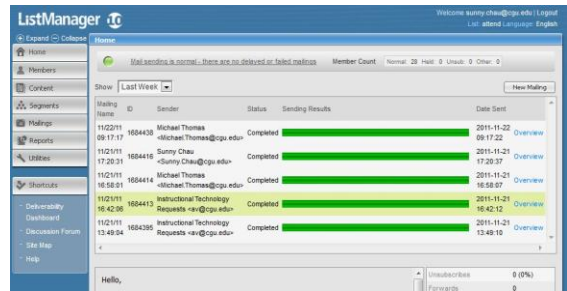 ListManager 10
Welcome sunny.chau@cgu.edu | Logout
List: attend Language: English
Expand Collapse
Home
Home
Members
Content
Segments
Mailings
Reports
Utilities
Shortcuts
Deliverability
Dashboard
Discussion Forum
Site Map
Help
Mail sending is normal - there are no delayed or failed mailings Member Count Normal: 28 Held: 0 Unsub: 0 Other: 0
Show Last Week New Mailing
Mailing Name ID Sender Status Sending Results Date Sent
11/22/11 09:17:17 1684438 Michael Thomas <Michael.Thomas@cgu.edu> Completed 2011-11-22 09:17:22 Overview
11/21/11 17:20:31 1684416 Sunny Chau <Sunny.Chau@cgu.edu> Completed 2011-11-21 17:20:37 Overview
11/21/11 16:58:01 1684414 Michael Thomas <Michael.Thomas@cgu.edu> Completed 2011-11-21 16:58:07 Overview
11/21/11 16:42:06 1684413 Instructional Technology Requests <av@cgu.edu> Completed 2011-11-21 16:42:12 Overview
11/21/11 13:49:04 1684395 Instructional Technology Requests <av@cgu.edu> Completed 2011-11-21 13:49:10 Overview
Hello,
Unsubscribes 0 (0%)
Forwards 0